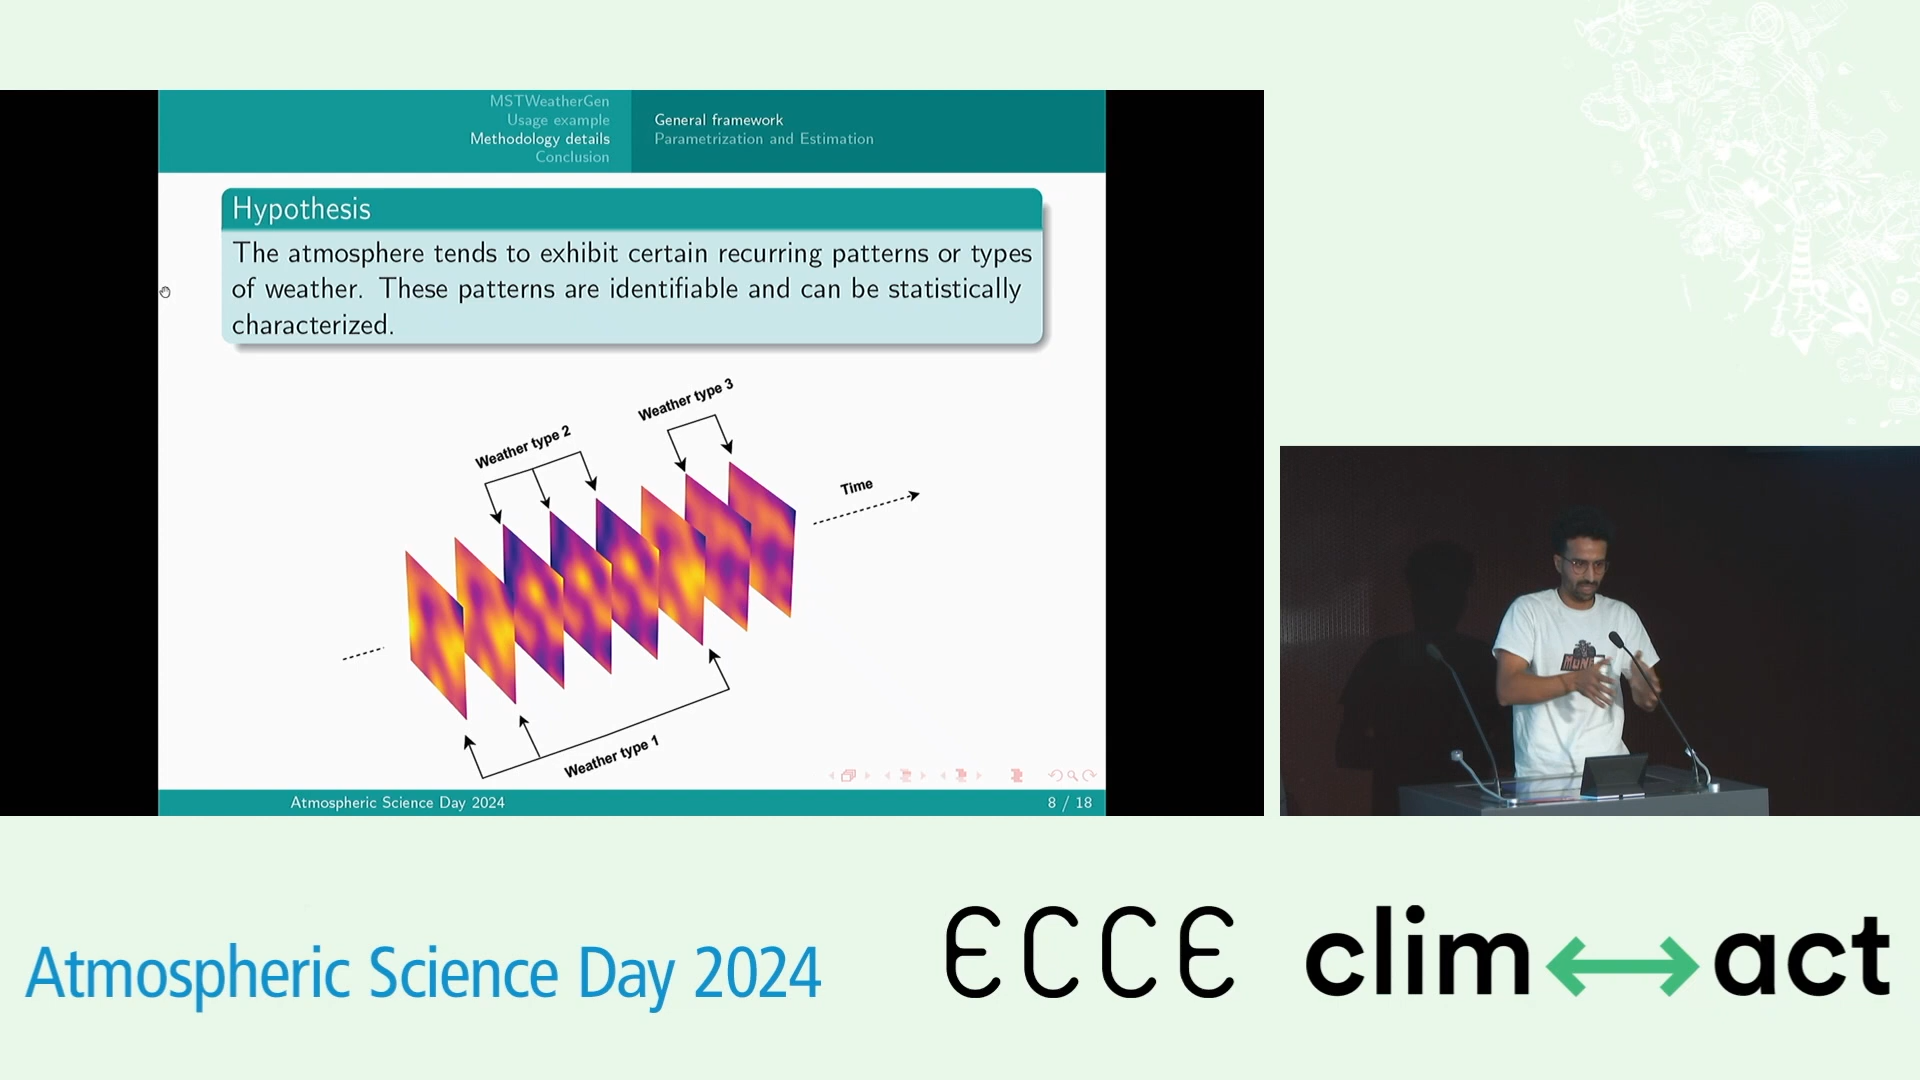 MSTWeatherGen
Usage example
Methodology details
Conclusion
General framework
Parametrization and Estimation
Hypothesis
The atmosphere tends to exhibit certain recurring patterns or types
of weather. These patterns are identifiable and can be statistically
characterized.
Weather type 3
Weather type 2
Time
Weather type 1
Atmospheric Science Day 2024
8 / 18
Atmospheric Science Day 2024
ECCE
clim act